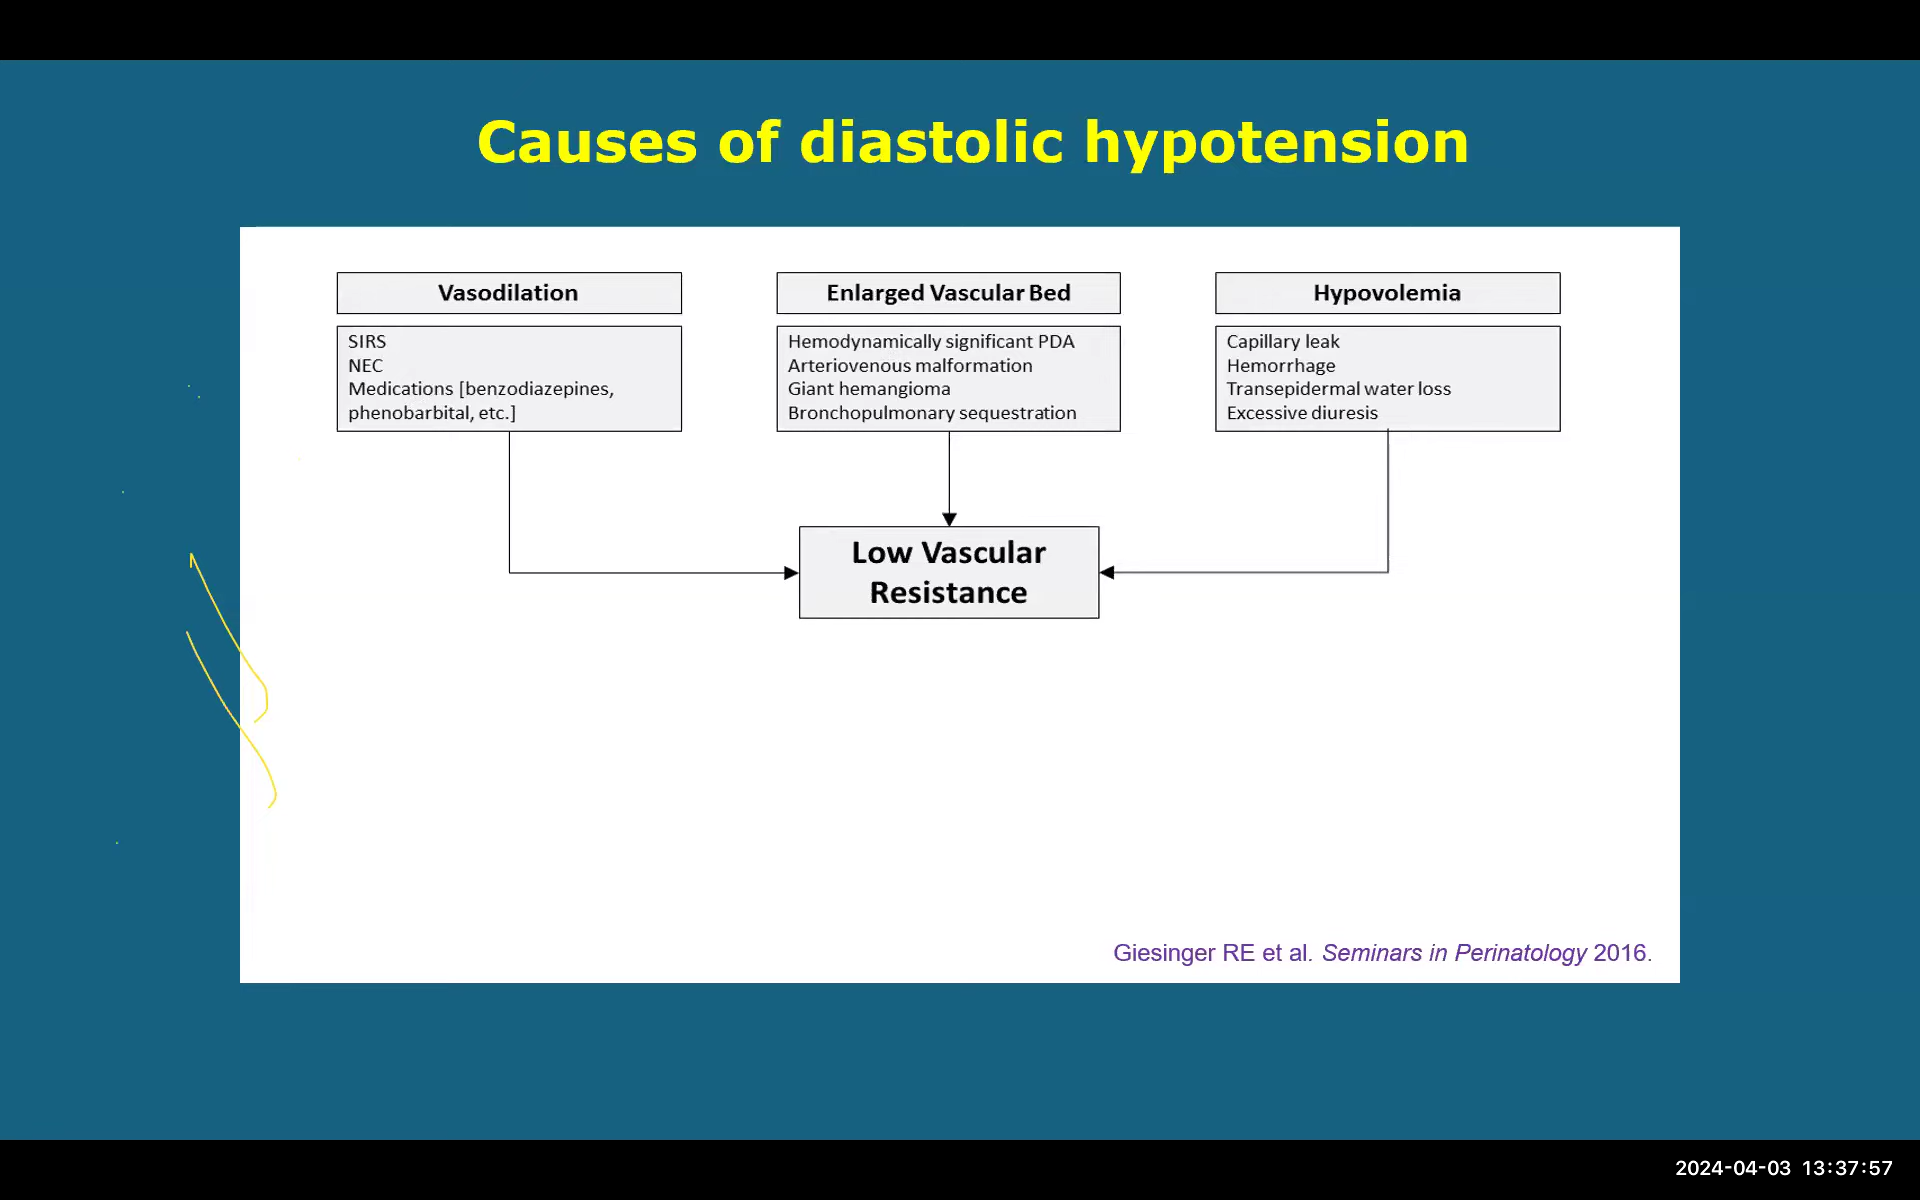 Causes of diastolic hypotension
Vasodilation
SIRS
NEC
Medications [benzodiazepines,
phenobarbital, etc.]
Enlarged Vascular Bed
Hemodynamically significant PDA
Arteriovenous malformation
Giant hemangioma
Bronchopulmonary sequestration
Hypovolemia
Capillary leak
Hemorrhage
Transepidermal water loss
Excessive diuresis
Low Vascular
Resistance
Giesinger RE et al. Seminars in Perinatology 2016.
2024-04-03 13:37:57